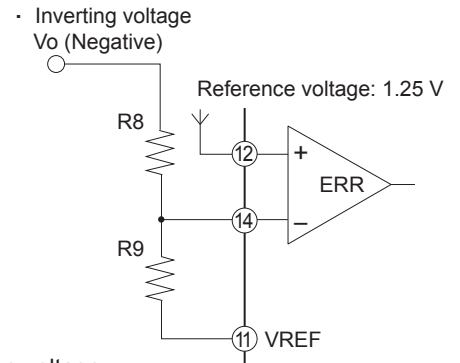 · Inverting voltage
Vo (Negative)
Reference voltage: 1.25 V
R8
12
+
ERR
14
−
R9
11 VREF